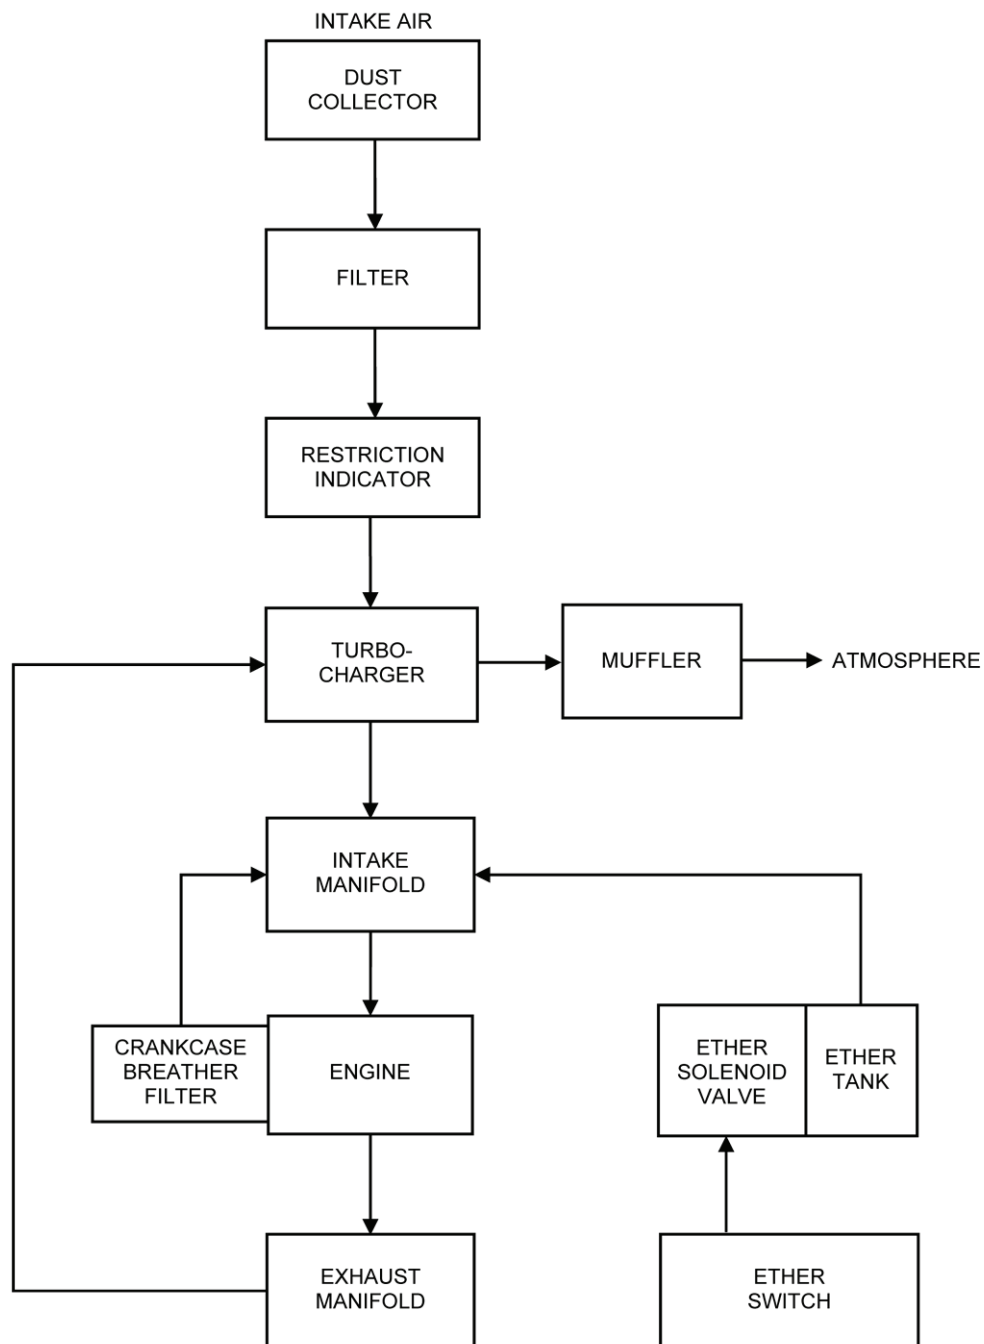 INTAKE AIR
DUST
COLLECTOR
FILTER
RESTRICTION
INDICATOR
TURBO-
CHARGER
MUFFLER
ATMOSPHERE
INTAKE
MANIFOLD
CRANKCASE
BREATHER
FILTER
ENGINE
ETHER
SOLENOID
VALVE
ETHER
TANK
EXHAUST
MANIFOLD
ETHER
SWITCH